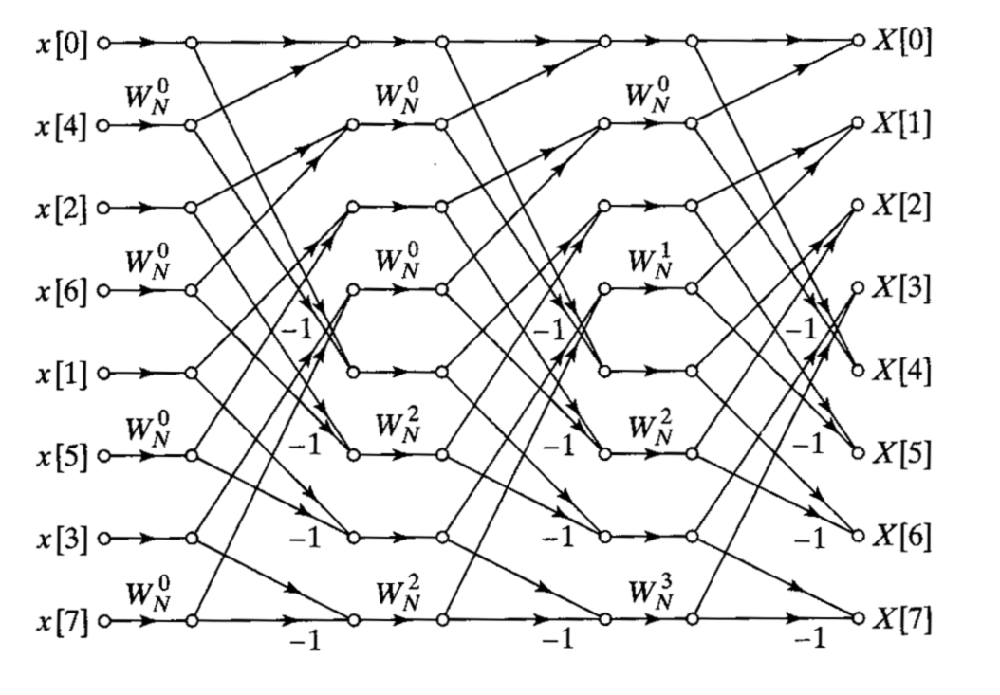 x[0] X[0]
W_N^0 W_N^0 W_N^0
x[4] X[1]
x[2] X[2]
W_N^0 W_N^0 W_N^1
x[6] X[3]
-1 -1 -1
x[1] X[4]
W_N^0 W_N^2 W_N^2
-1 -1 -1
x[5] X[5]
x[3] -1 -1 -1 X[6]
W_N^0 W_N^2 W_N^3
x[7] X[7]
-1 -1 -1